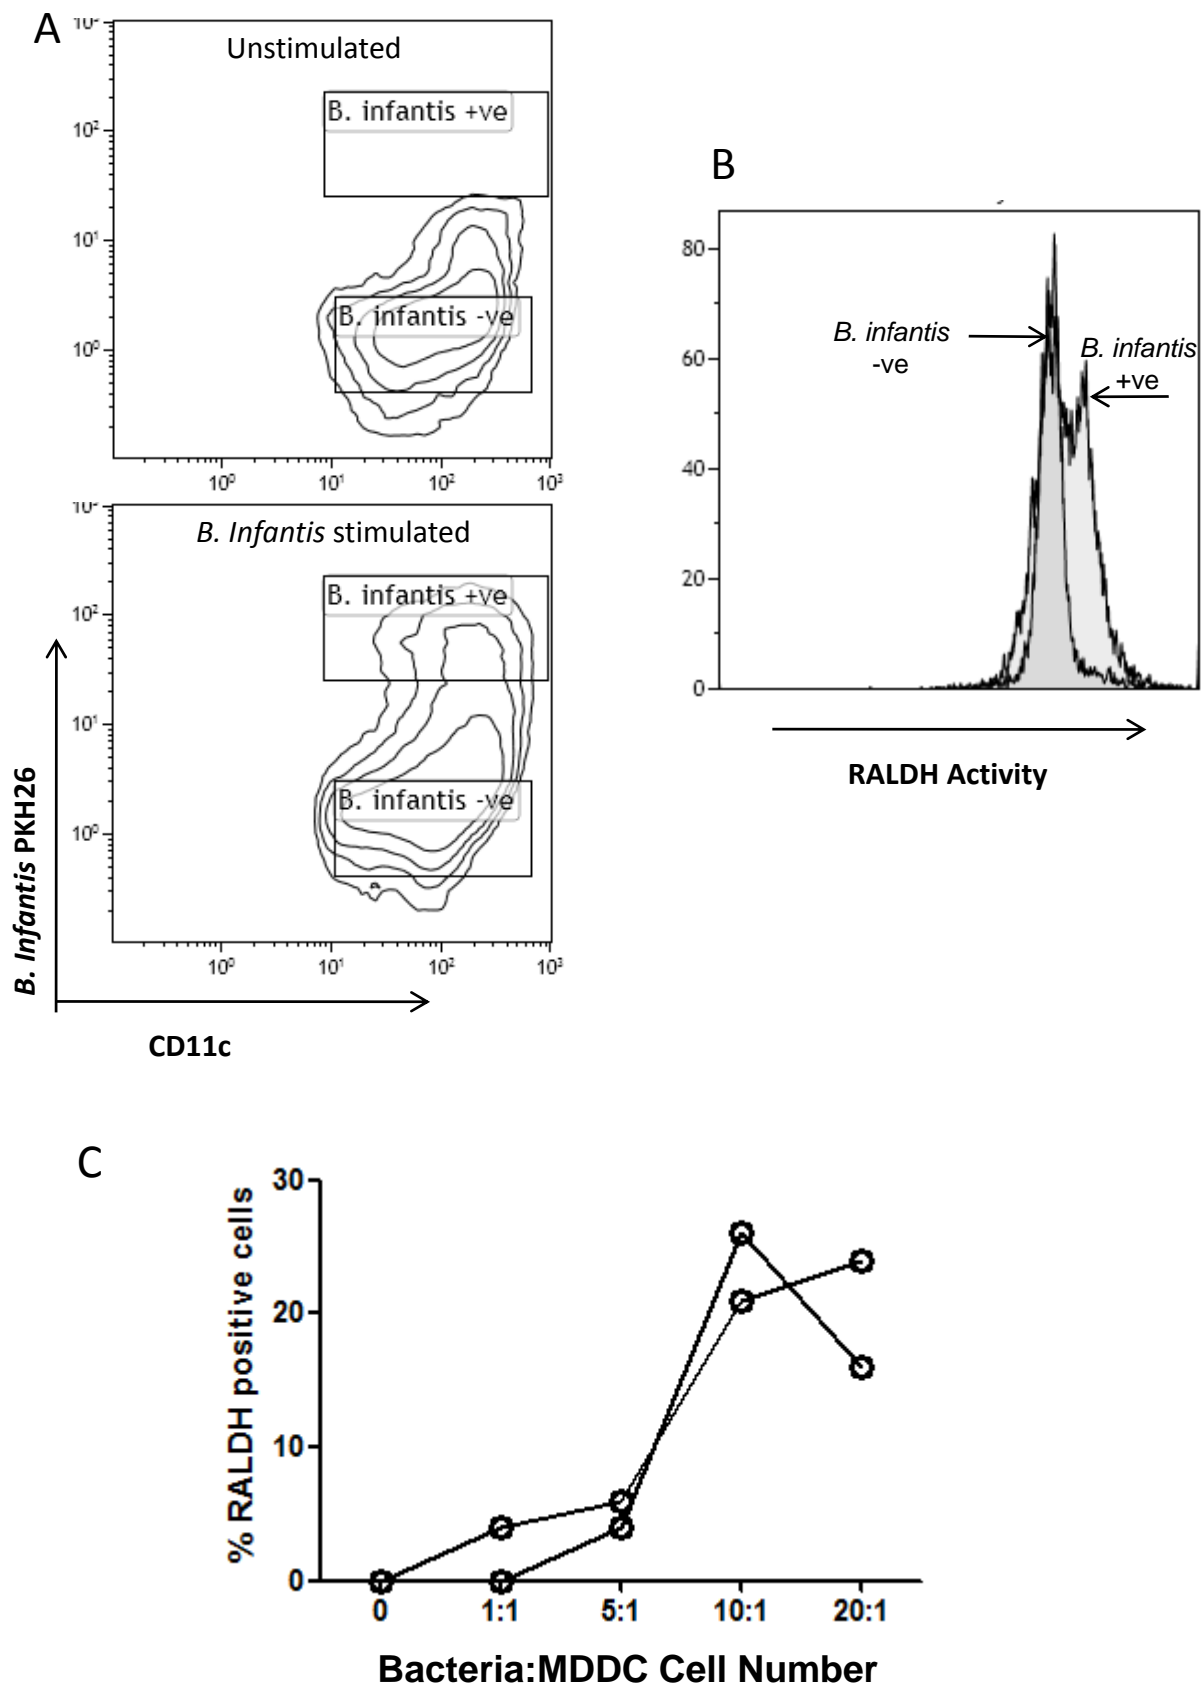 A
Unstimulated
B. infantis +ve
B. infantis -ve
10²
10¹
10⁰
10⁰ 10¹ 10² 10³
B. Infantis stimulated
B. infantis +ve
B. infantis -ve
10²
10¹
10⁰
10⁰ 10¹ 10² 10³
B. Infantis PKH26
CD11c
B
80
60
40
20
0
B. infantis
-ve
B. infantis
+ve
RALDH Activity
C
30
20
10
0
% RALDH positive cells
0 1:1 5:1 10:1 20:1
Bacteria:MDDC Cell Number